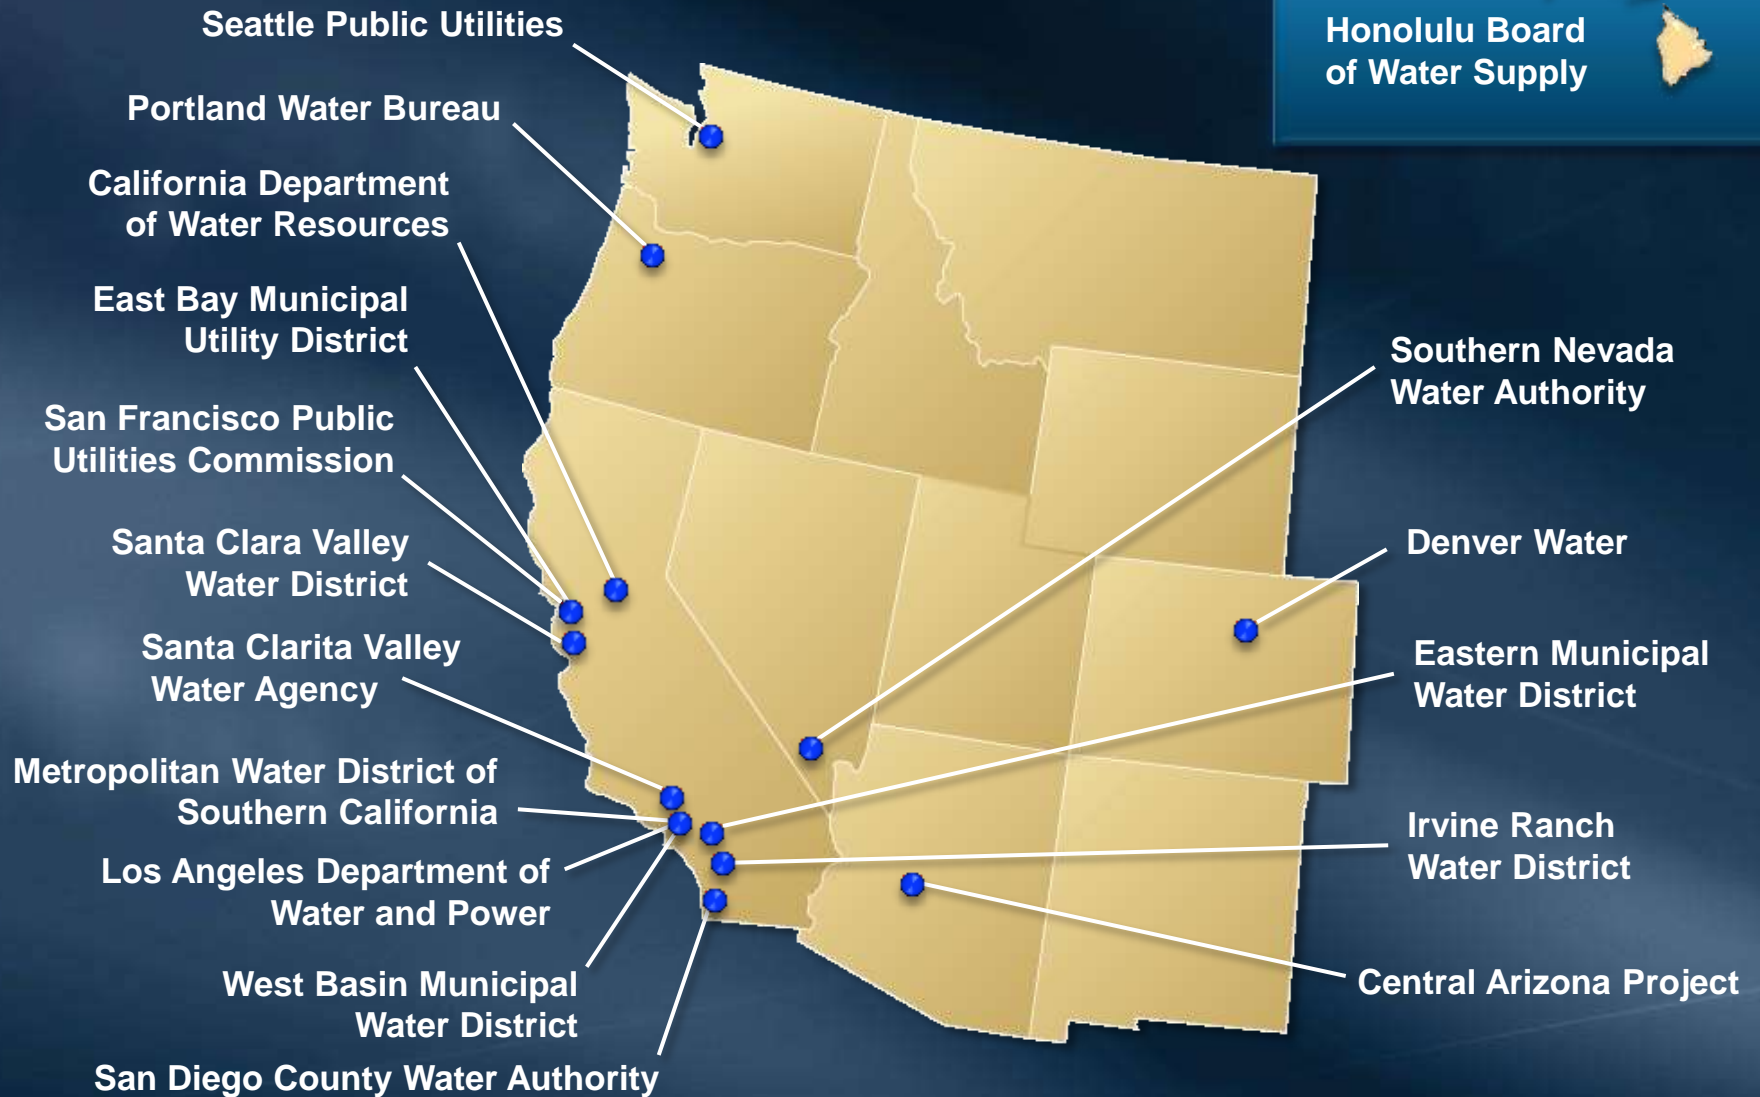 Seattle Public Utilities
Portland Water Bureau
California Department
of Water Resources
East Bay Municipal
Utility District
San Francisco Public
Utilities Commission
Santa Clara Valley
Water District
Santa Clarita Valley
Water Agency
Metropolitan Water District of
Southern California
Los Angeles Department of
Water and Power
West Basin Municipal
Water District
San Diego County Water Authority
Honolulu Board
of Water Supply
Southern Nevada
Water Authority
Denver Water
Eastern Municipal
Water District
Irvine Ranch
Water District
Central Arizona Project